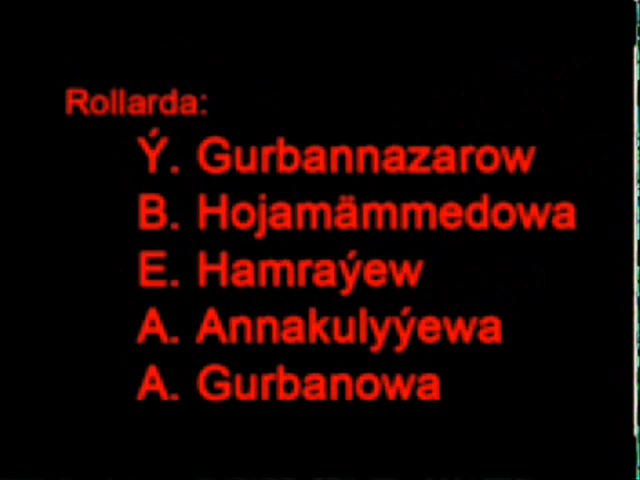 Rollarda:
Ý. Gurbannazarow
B. Hojamämmedowa
E. Hamraýew
A. Annakulyýewa
A. Gurbanowa